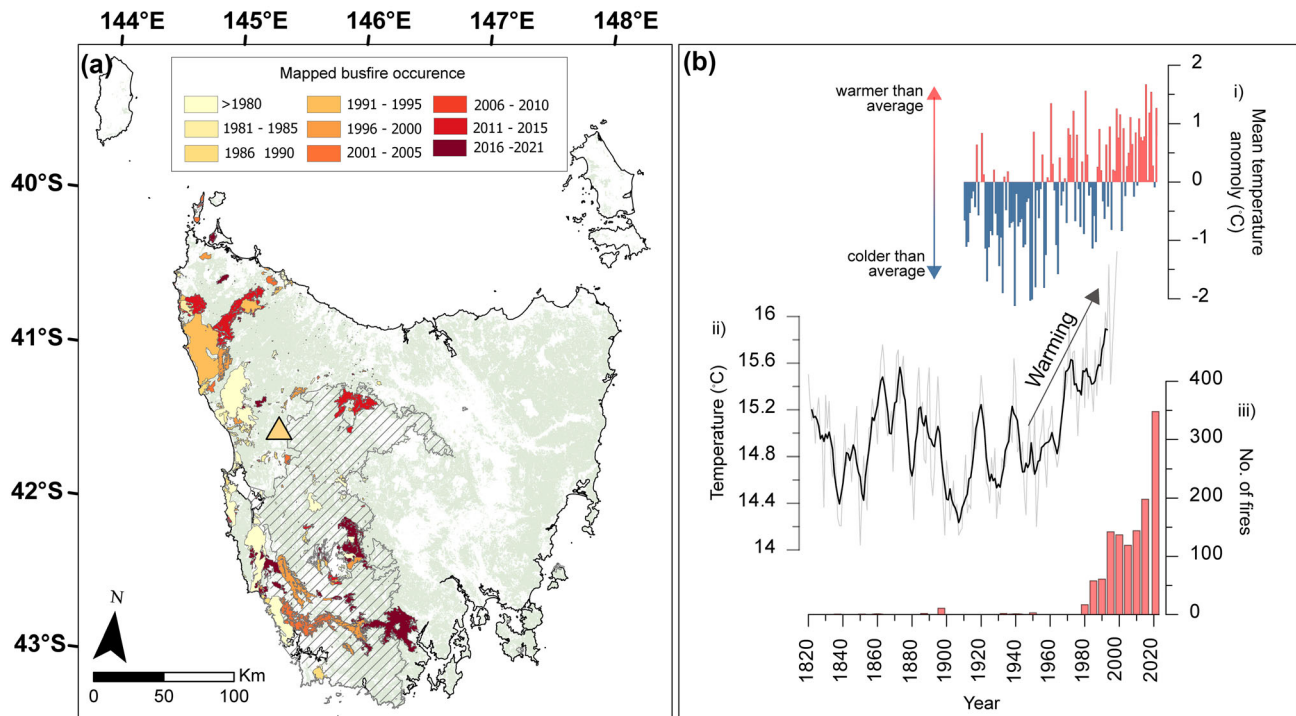 144°E 145°E 146°E 147°E 148°E
(a)
Mapped busfire occurence
>1980
1981 - 1985
1986 1990
1991 - 1995
1996 - 2000
2001 - 2005
2006 - 2010
2011 - 2015
2016 -2021
40°S
41°S
42°S
43°S
N
0 50 100 Km
(b)
warmer than
average
colder than
average
i)
2
1
0
-1
-2
Mean temperature
anomoly (°C)
ii)
16
15.6
15.2
14.8
14.4
14
Temperature (°C)
Warming
iii)
400
300
200
100
0
No. of fires
1820 1840 1860 1880 1900 1920 1940 1960 1980 2000 2020
Year